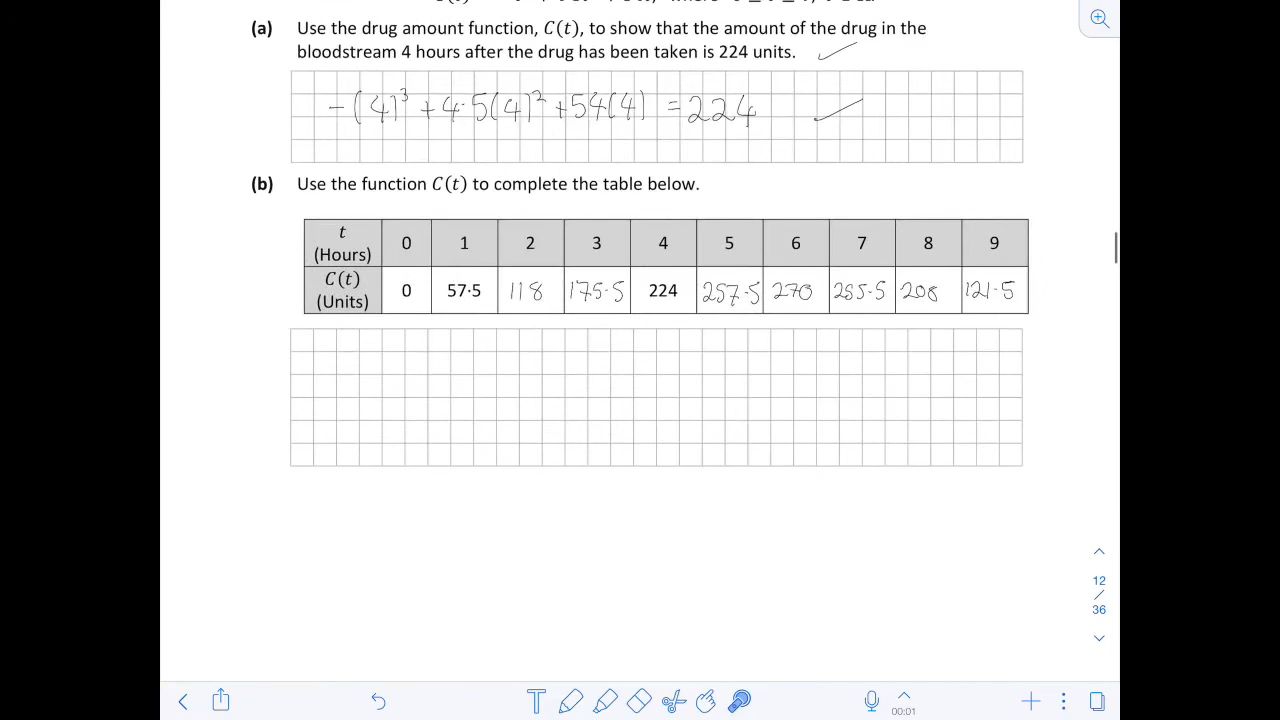 (a) Use the drug amount function, C(t), to show that the amount of the drug in the
bloodstream 4 hours after the drug has been taken is 224 units.
-(4)³ + 4·5(4)² + 54(4) = 224
(b) Use the function C(t) to complete the table below.
t (Hours) 0 1 2 3 4 5 6 7 8 9
C(t) (Units) 0 57·5 118 175·5 224 257·5 270 255·5 208 121·5
12
/
36
T
00:01